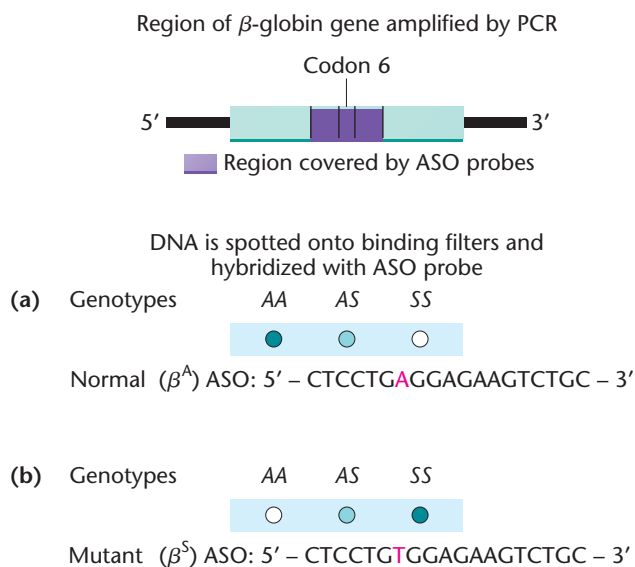 Region of β-globin gene amplified by PCR
Codon 6
5′ 3′
Region covered by ASO probes
DNA is spotted onto binding filters and
hybridized with ASO probe
(a) Genotypes AA AS SS
Normal (βᴬ) ASO: 5′ – CTCCTGAGGAGAAGTCTGC – 3′
(b) Genotypes AA AS SS
Mutant (βˢ) ASO: 5′ – CTCCTGTGGAGAAGTCTGC – 3′